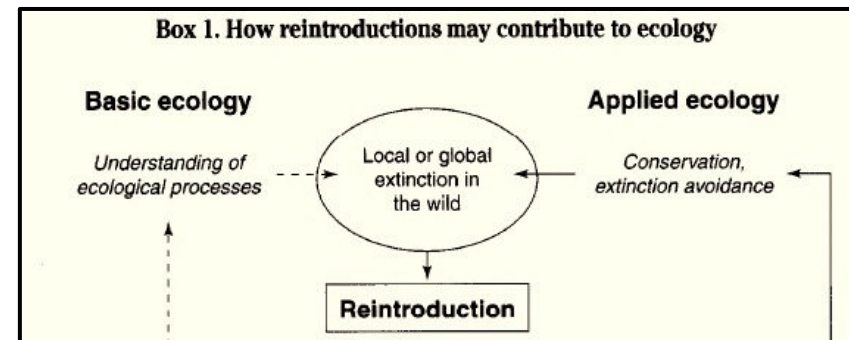 Box 1. How reintroductions may contribute to ecology
Basic ecology
Applied ecology
Understanding of
ecological processes
Local or global
extinction in
the wild
Conservation,
extinction avoidance
Reintroduction